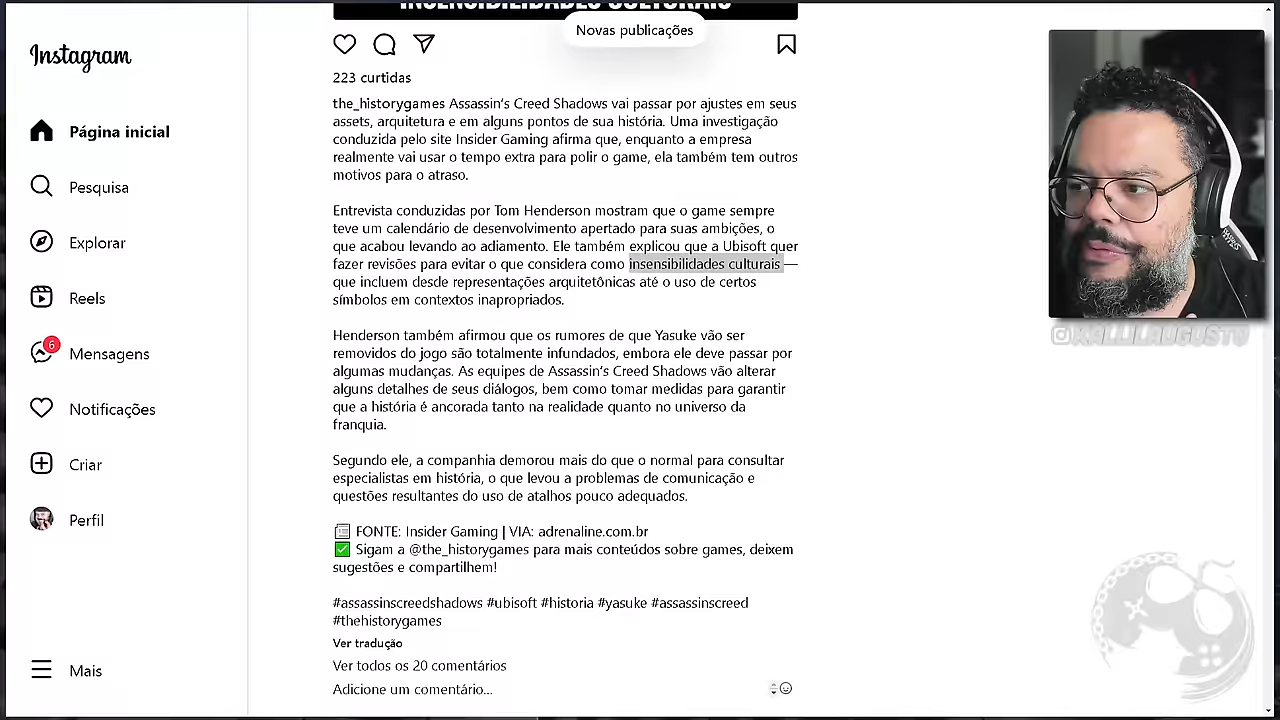 INSENSIBILIDADES CULTURAIS
Novas publicações
Instagram
223 curtidas
the_historygames Assassin's Creed Shadows vai passar por ajustes em seus
assets, arquitetura e em alguns pontos de sua história. Uma investigação
conduzida pelo site Insider Gaming afirma que, enquanto a empresa
realmente vai usar o tempo extra para polir o game, ela também tem outros
motivos para o atraso.
Entrevista conduzidas por Tom Henderson mostram que o game sempre
teve um calendário de desenvolvimento apertado para suas ambições, o
que acabou levando ao adiamento. Ele também explicou que a Ubisoft quer
fazer revisões para evitar o que considera como insensibilidades culturais —
que incluem desde representações arquitetônicas até o uso de certos
símbolos em contextos inapropriados.
Henderson também afirmou que os rumores de que Yasuke vão ser
removidos do jogo são totalmente infundados, embora ele deve passar por
algumas mudanças. As equipes de Assassin's Creed Shadows vão alterar
alguns detalhes de seus diálogos, bem como tomar medidas para garantir
que a história é ancorada tanto na realidade quanto no universo da
franquia.
Segundo ele, a companhia demorou mais do que o normal para consultar
especialistas em história, o que levou a problemas de comunicação e
questões resultantes do uso de atalhos pouco adequados.
FONTE: Insider Gaming | VIA: adrenaline.com.br
Sigam a @the_historygames para mais conteúdos sobre games, deixem
sugestões e compartilhem!
#assassinscreedshadows #ubisoft #historia #yasuke #assassinscreed
#thehistorygames
Ver tradução
Ver todos os 20 comentários
Adicione um comentário...
Página inicial
Pesquisa
Explorar
Reels
6
Mensagens
Notificações
Criar
Perfil
Mais
@KALLILAUGUSTO